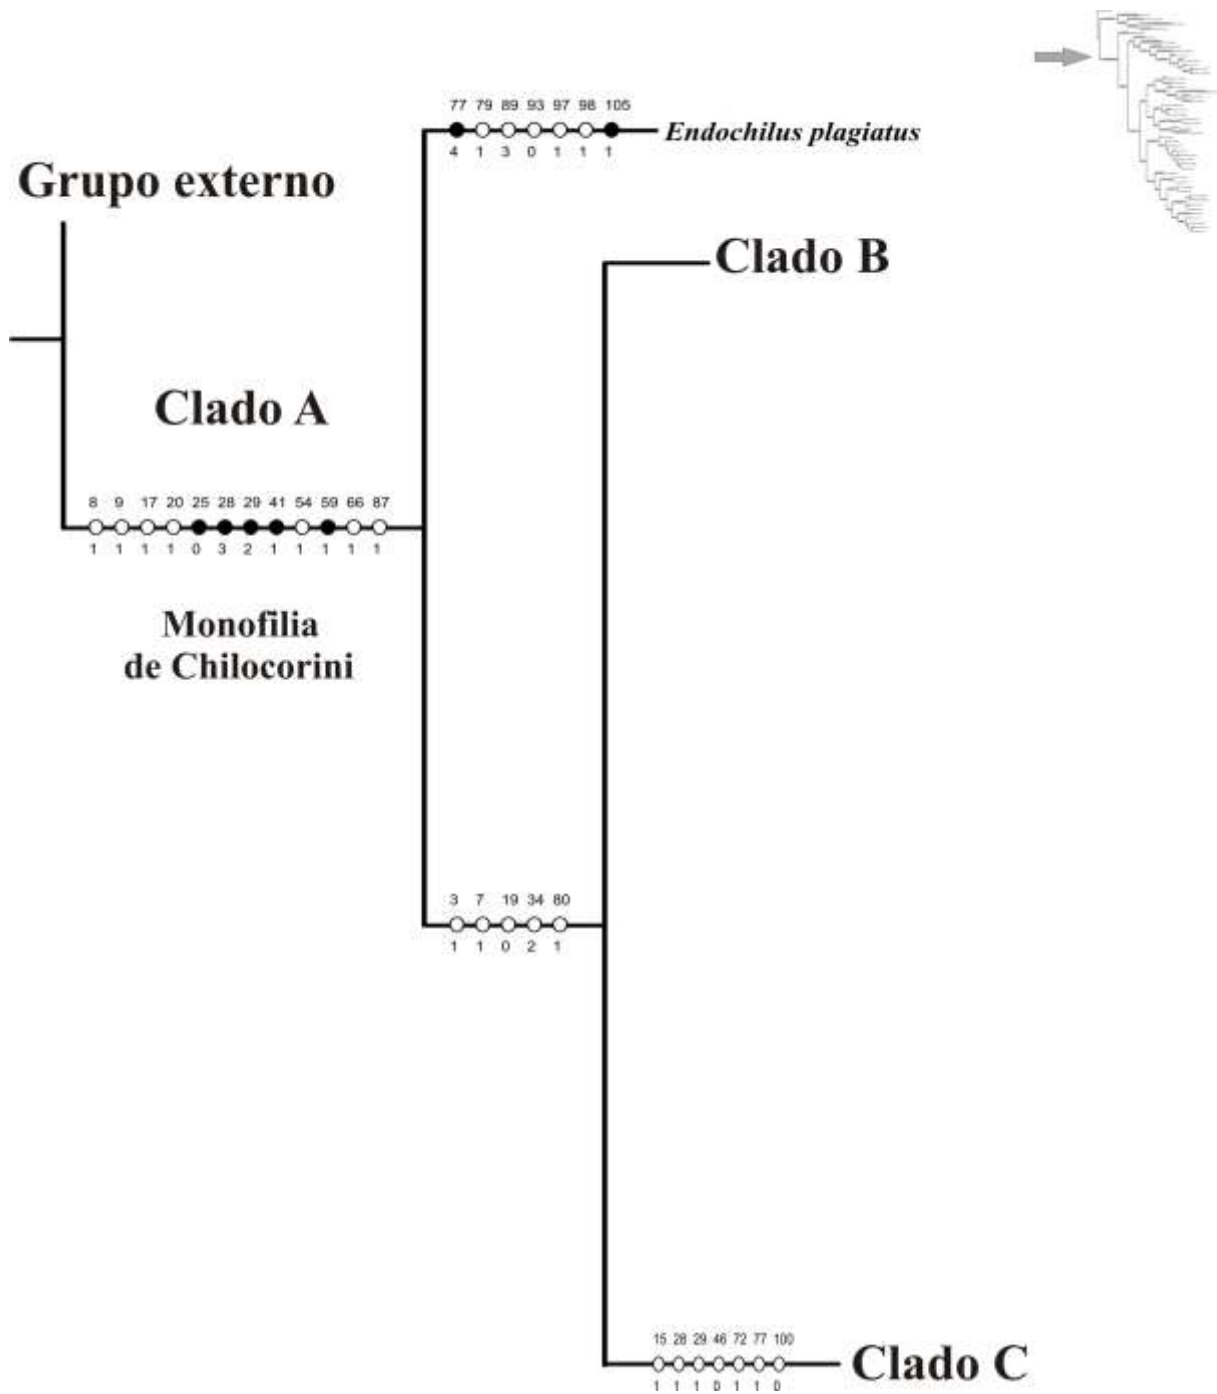 77 79 89 93 97 98 105
4 1 3 0 1 1 1
Endochilus plagiatus
Grupo externo
Clado B
Clado A
8 9 17 20 25 28 29 41 54 59 66 87
1 1 1 1 0 3 2 1 1 1 1 1
Monofilia
de Chilocorini
3 7 19 34 80
1 1 0 2 1
15 28 29 46 72 77 100
1 1 1 0 1 1 0
Clado C